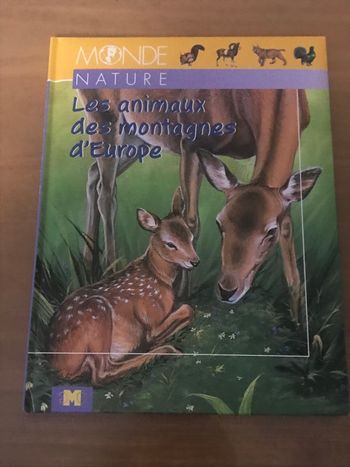 MONDE
NATURE
Les animaux
des montagnes
d'Europe
M